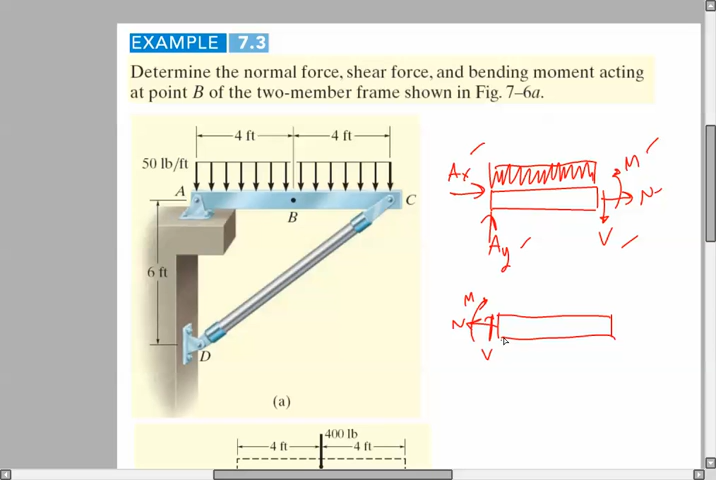 EXAMPLE 7.3
Determine the normal force, shear force, and bending moment acting
at point B of the two-member frame shown in Fig. 7–6a.
4 ft
4 ft
50 lb/ft
A
B
C
6 ft
D
(a)
400 lb
4 ft
4 ft
Ax
M
N
V
Ay
M
N
V